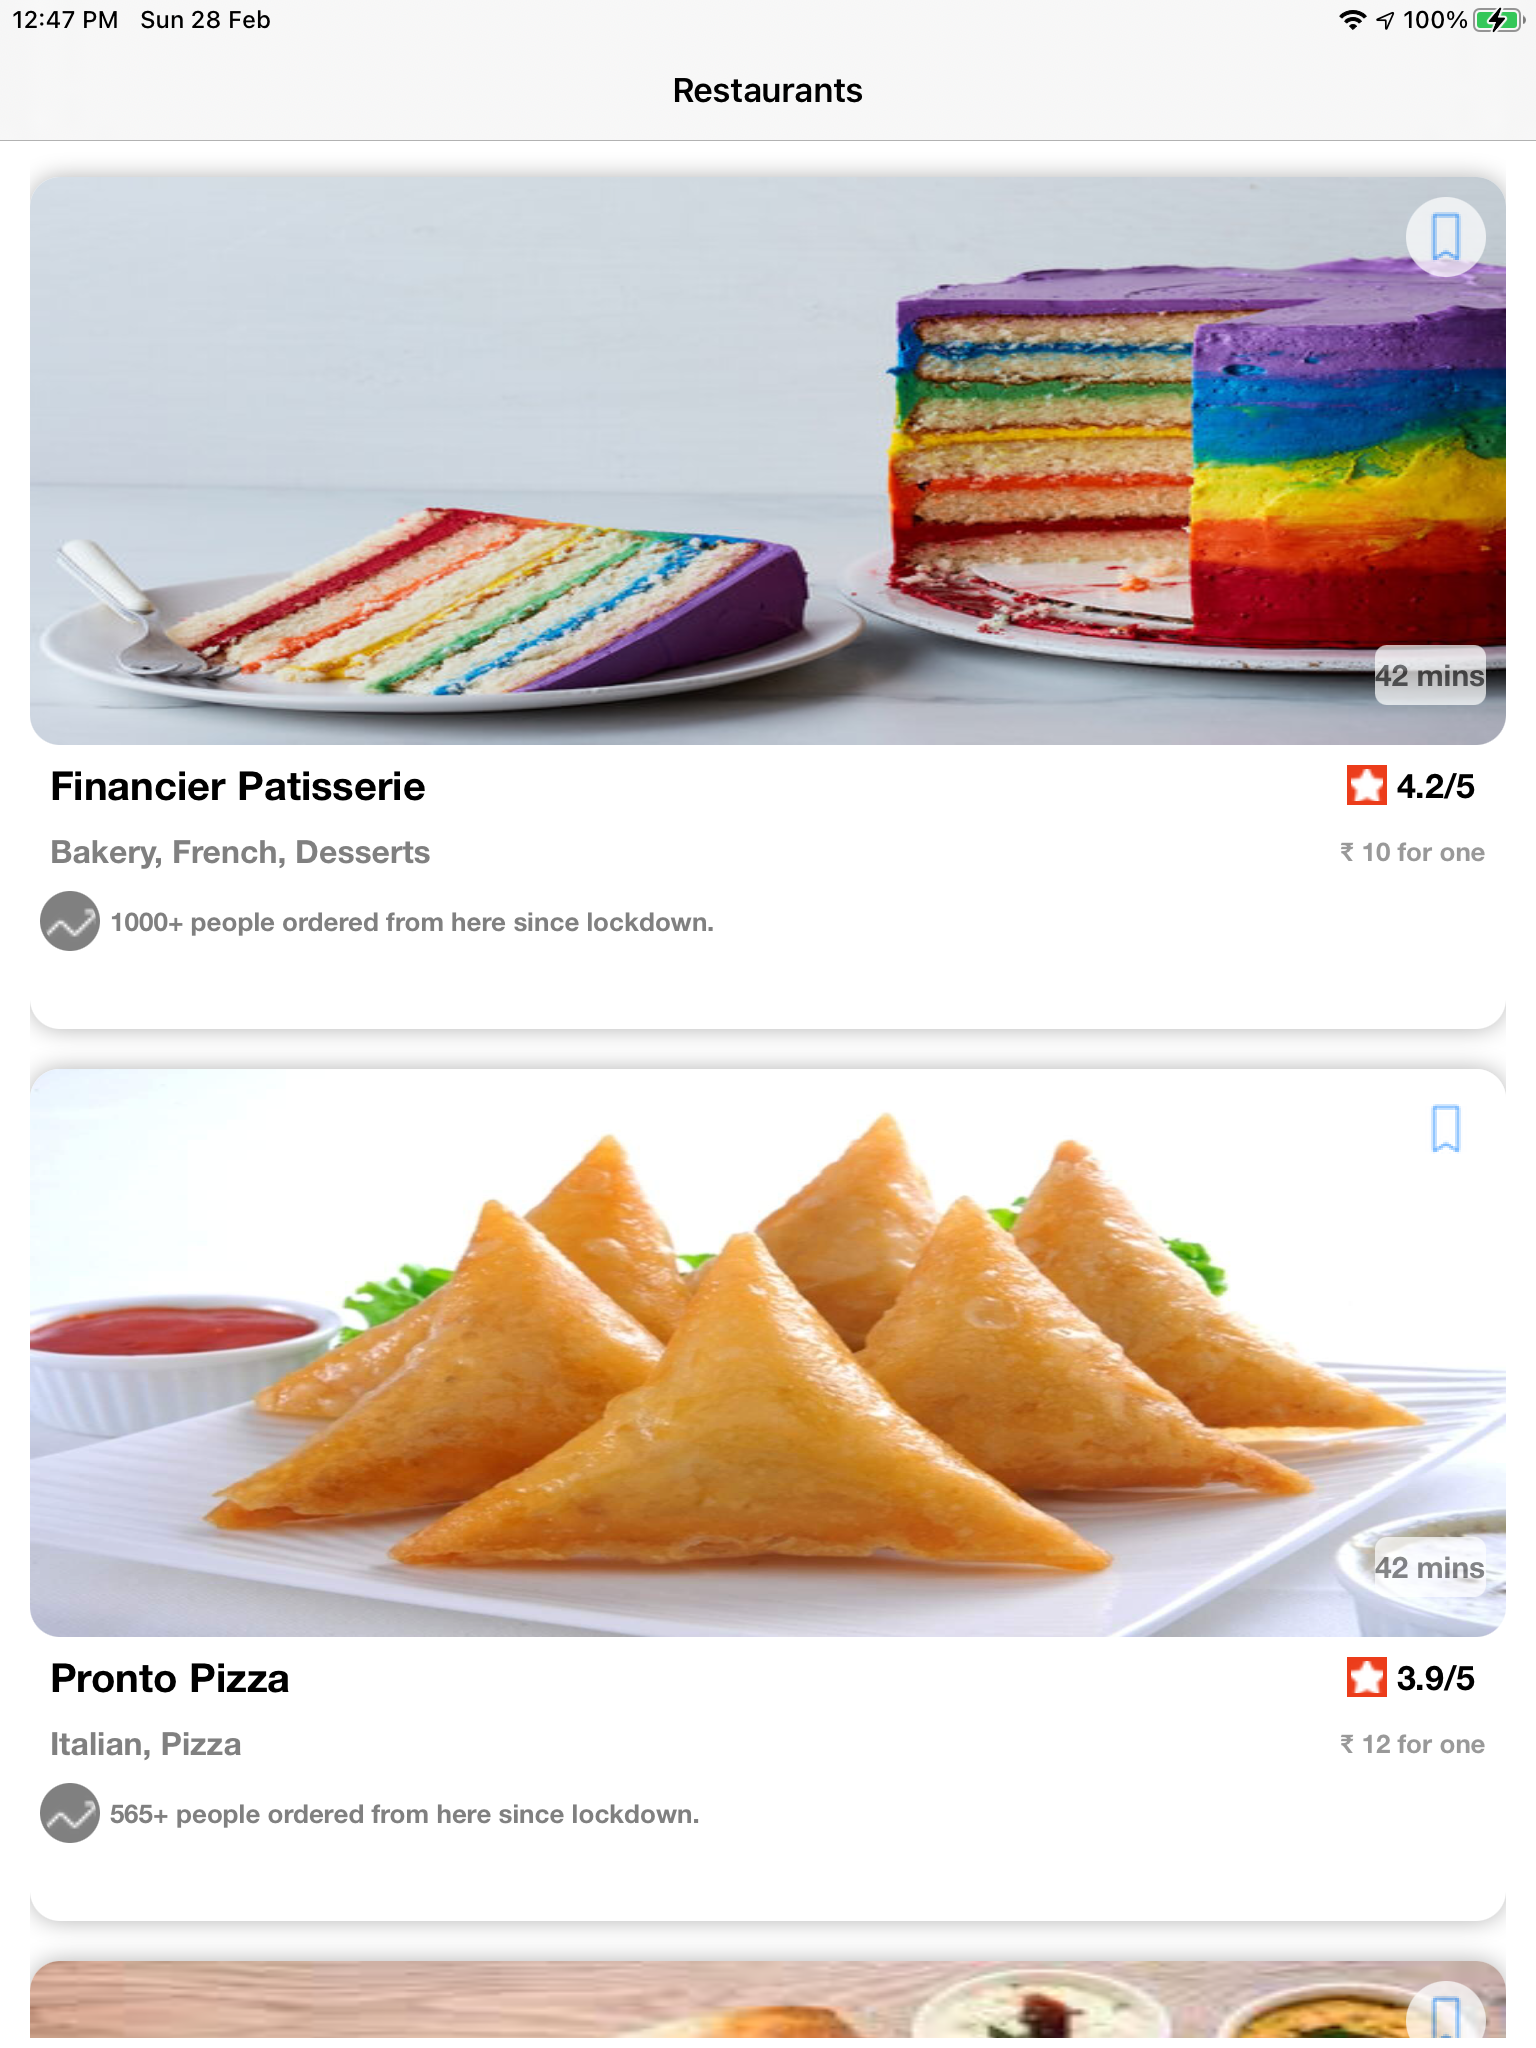 12:47 PM Sun 28 Feb 100%
Restaurants
42 mins
Financier Patisserie 4.2/5
Bakery, French, Desserts ₹ 10 for one
1000+ people ordered from here since lockdown.
42 mins
Pronto Pizza 3.9/5
Italian, Pizza ₹ 12 for one
565+ people ordered from here since lockdown.